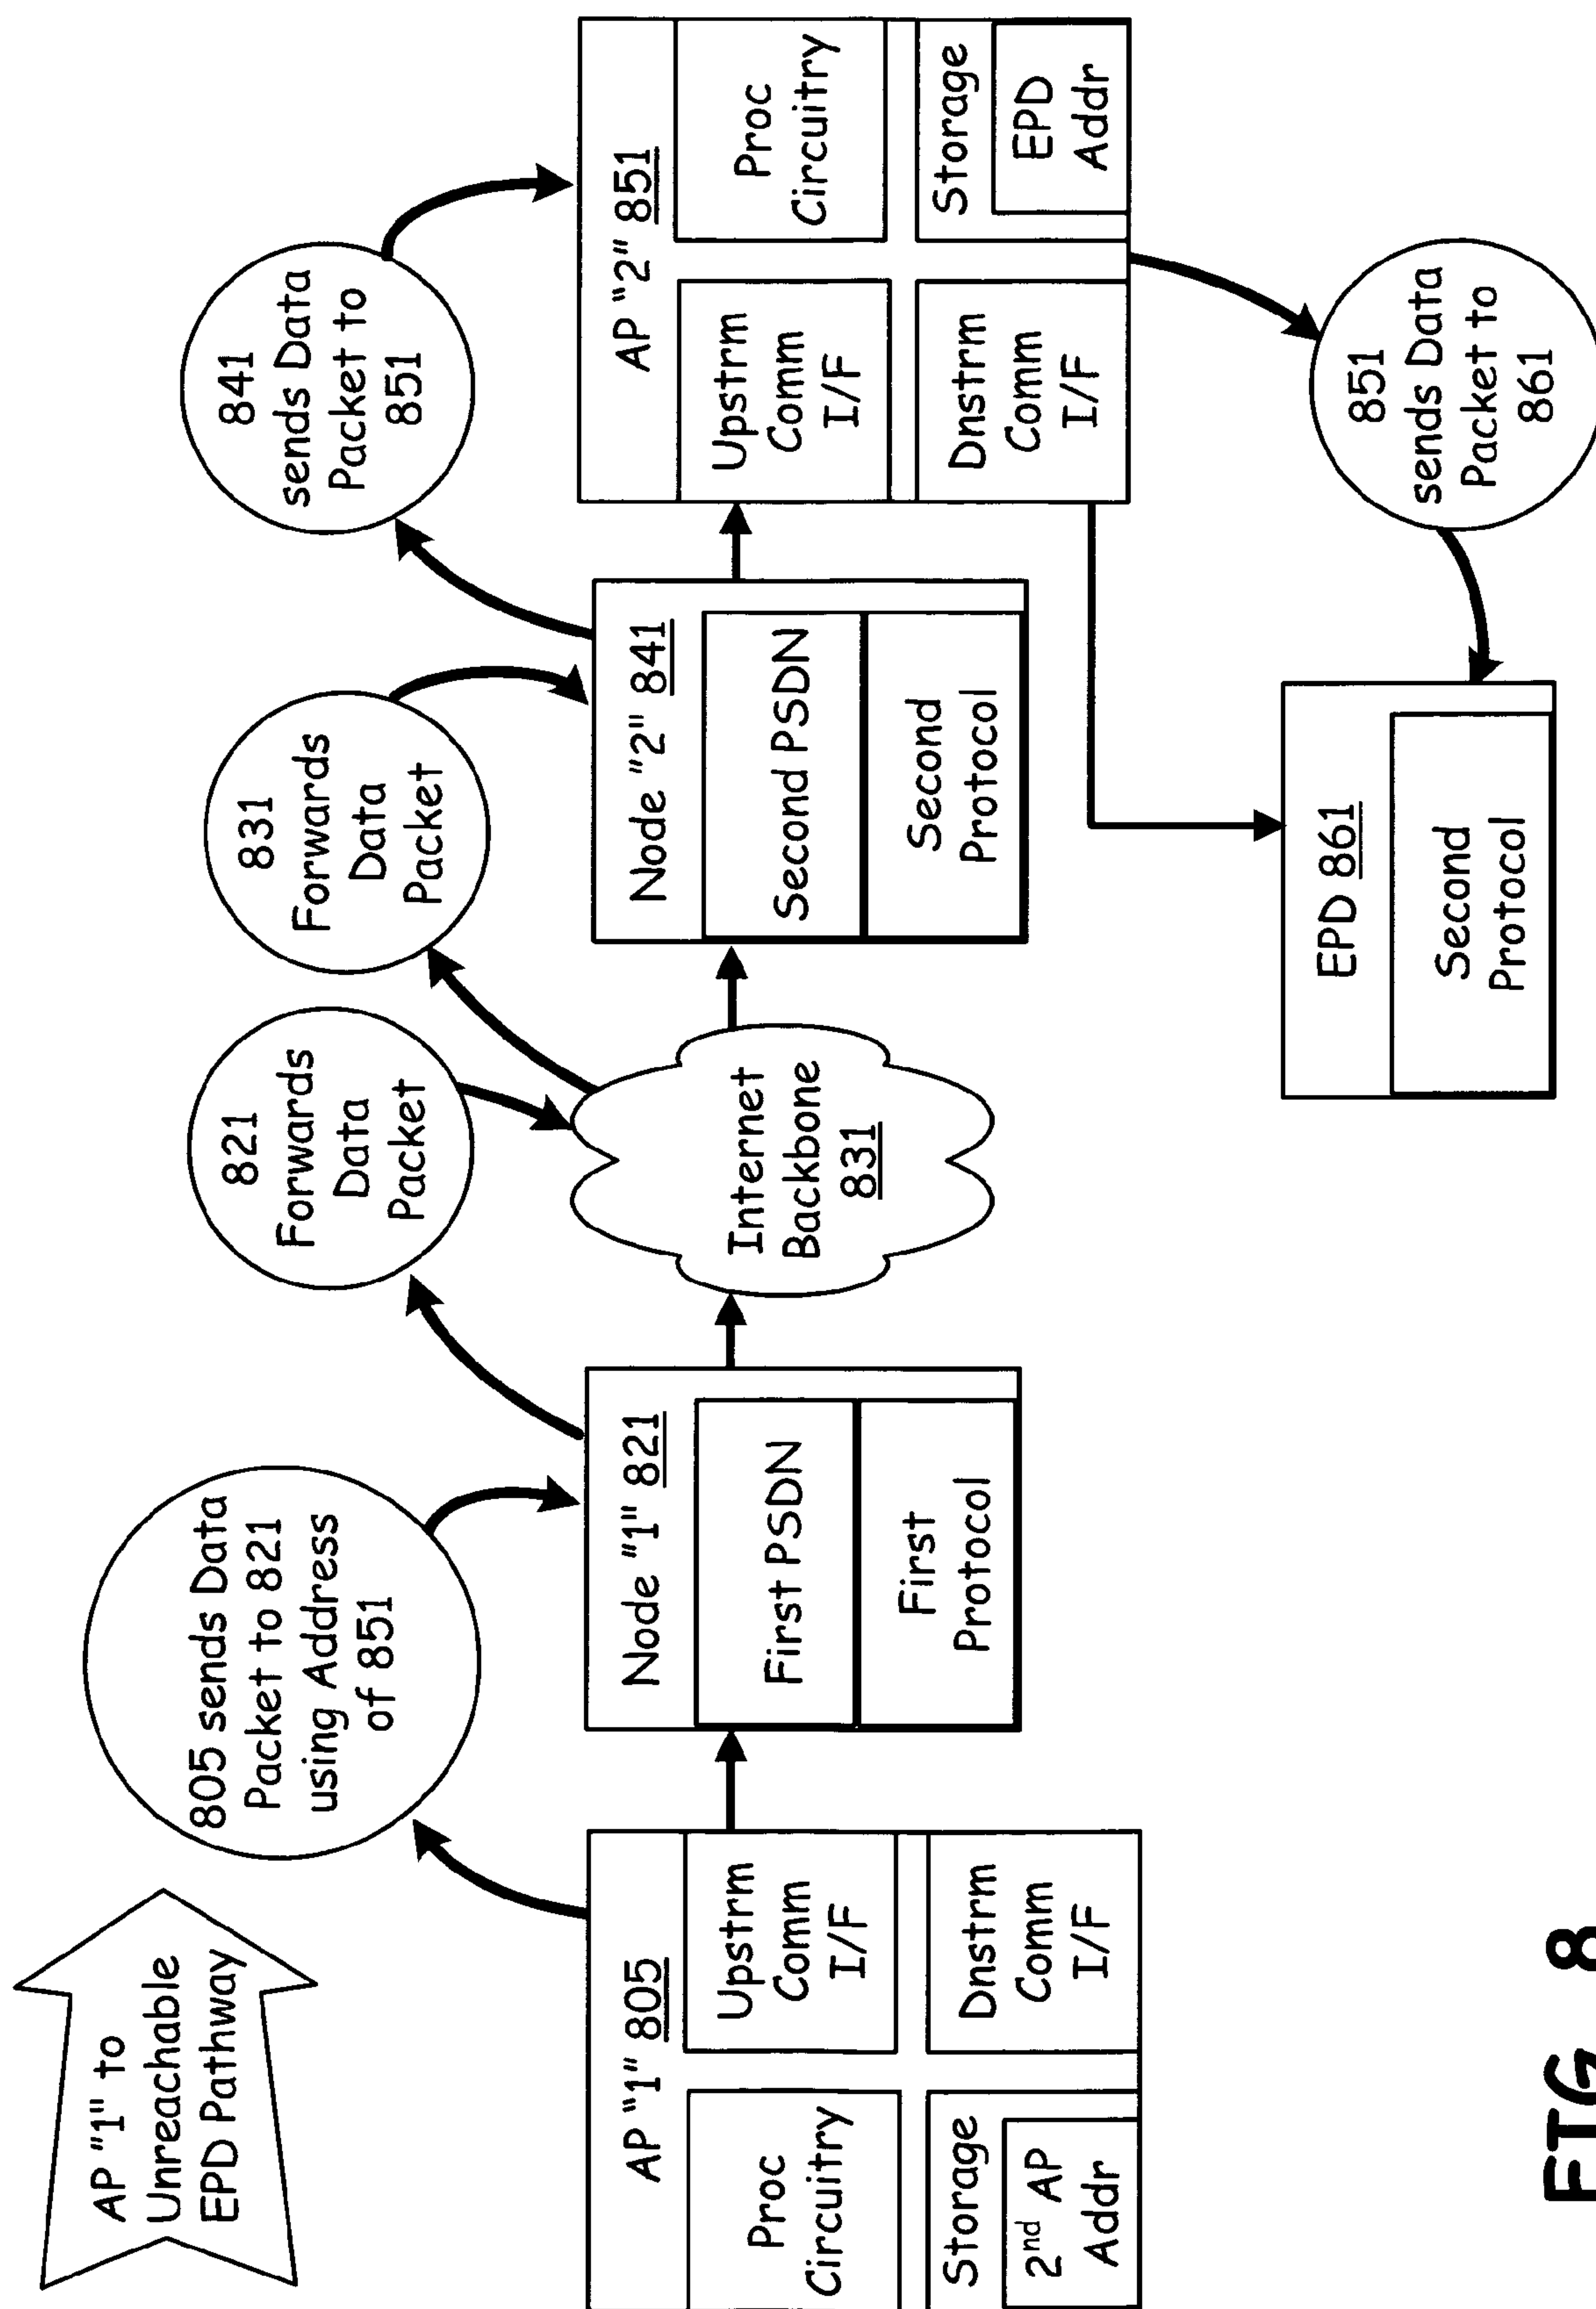 AP "1" to
Unreachable
EPD Pathway
805 sends Data
Packet to 821
using Address
of 851
821
Forwards
Data
Packet
831
Forwards
Data
Packet
841
sends Data
Packet to
851
AP "1" 805
Proc
Circuitry
Upstrm
Comm
I/F
Storage
2nd AP
Addr
Dnstrm
Comm
I/F
Node "1" 821
First PSDN
First
Protocol
Internet
Backbone
831
Node "2" 841
Second PSDN
Second
Protocol
AP "2" 851
Upstrm
Comm
I/F
Proc
Circuitry
Dnstrm
Comm
I/F
Storage
EPD
Addr
EPD 861
Second
Protocol
851
sends Data
Packet to
861
FIG 8